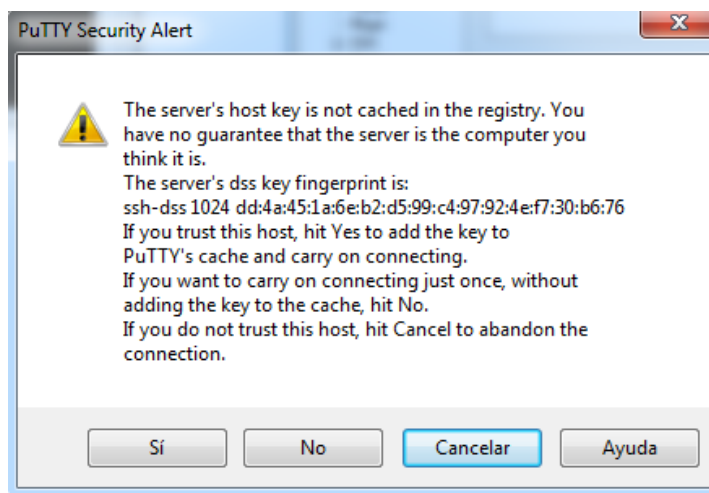 PuTTY Security Alert
The server's host key is not cached in the registry. You
have no guarantee that the server is the computer you
think it is.
The server's dss key fingerprint is:
ssh-dss 1024 dd:4a:45:1a:6e:b2:d5:99:c4:97:92:4e:f7:30:b6:76
If you trust this host, hit Yes to add the key to
PuTTY's cache and carry on connecting.
If you want to carry on connecting just once, without
adding the key to the cache, hit No.
If you do not trust this host, hit Cancel to abandon the
connection.
Sí No Cancelar Ayuda